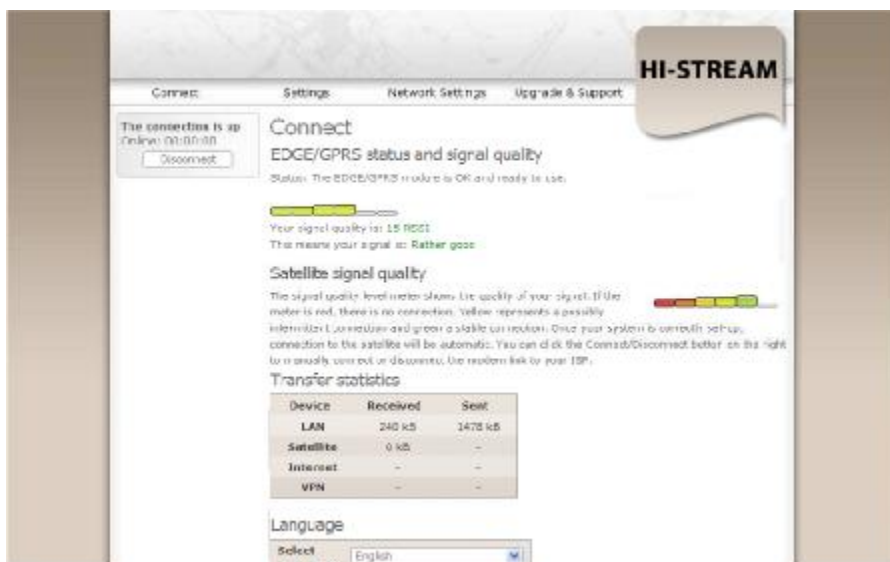 HI-STREAM
Connect
Settings
Network Settings
Upgrade & Support
The connection is up
Online: 00:00:00
Disconnect
Connect
EDGE/GPRS status and signal quality
Status: The EDGE/GPRS module is OK and ready to use.
Your signal quality is: 15 RSSI
This means your signal is: Rather good
Satellite signal quality
The signal quality level meter shows the quality of your signal. If the
meter is red, there is no connection. Yellow represents a possibly
intermittent connection and green a stable connection. Once your system is correctly set-up,
connection to the satellite will be automatic. You can click the Connect/Disconnect button on the right
to manually connect or disconnect the modem link to your ISP.
Transfer statistics
Device Received Sent
LAN 240 kB 1478 kB
Satellite 0 kB -
Internet - -
VPN - -
Language
Select
English